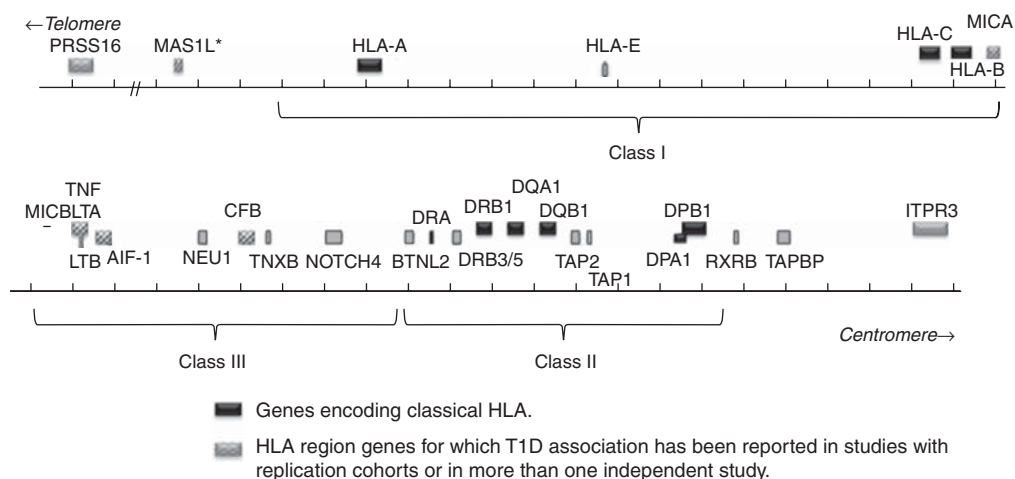 ←Telomere
PRSS16 MAS1L* HLA-A HLA-E HLA-C MICA
HLA-B
Class I
TNF DQA1
MICB LTA CFB DRA DRB1 DQB1 DPB1 ITPR3
LTB AIF-1 NEU1 TNXB NOTCH4 BTNL2 DRB3/5 TAP2 DPA1 RXRB TAPBP
TAP1
Centromere→
Class III Class II
Genes encoding classical HLA.
HLA region genes for which T1D association has been reported in studies with
replication cohorts or in more than one independent study.